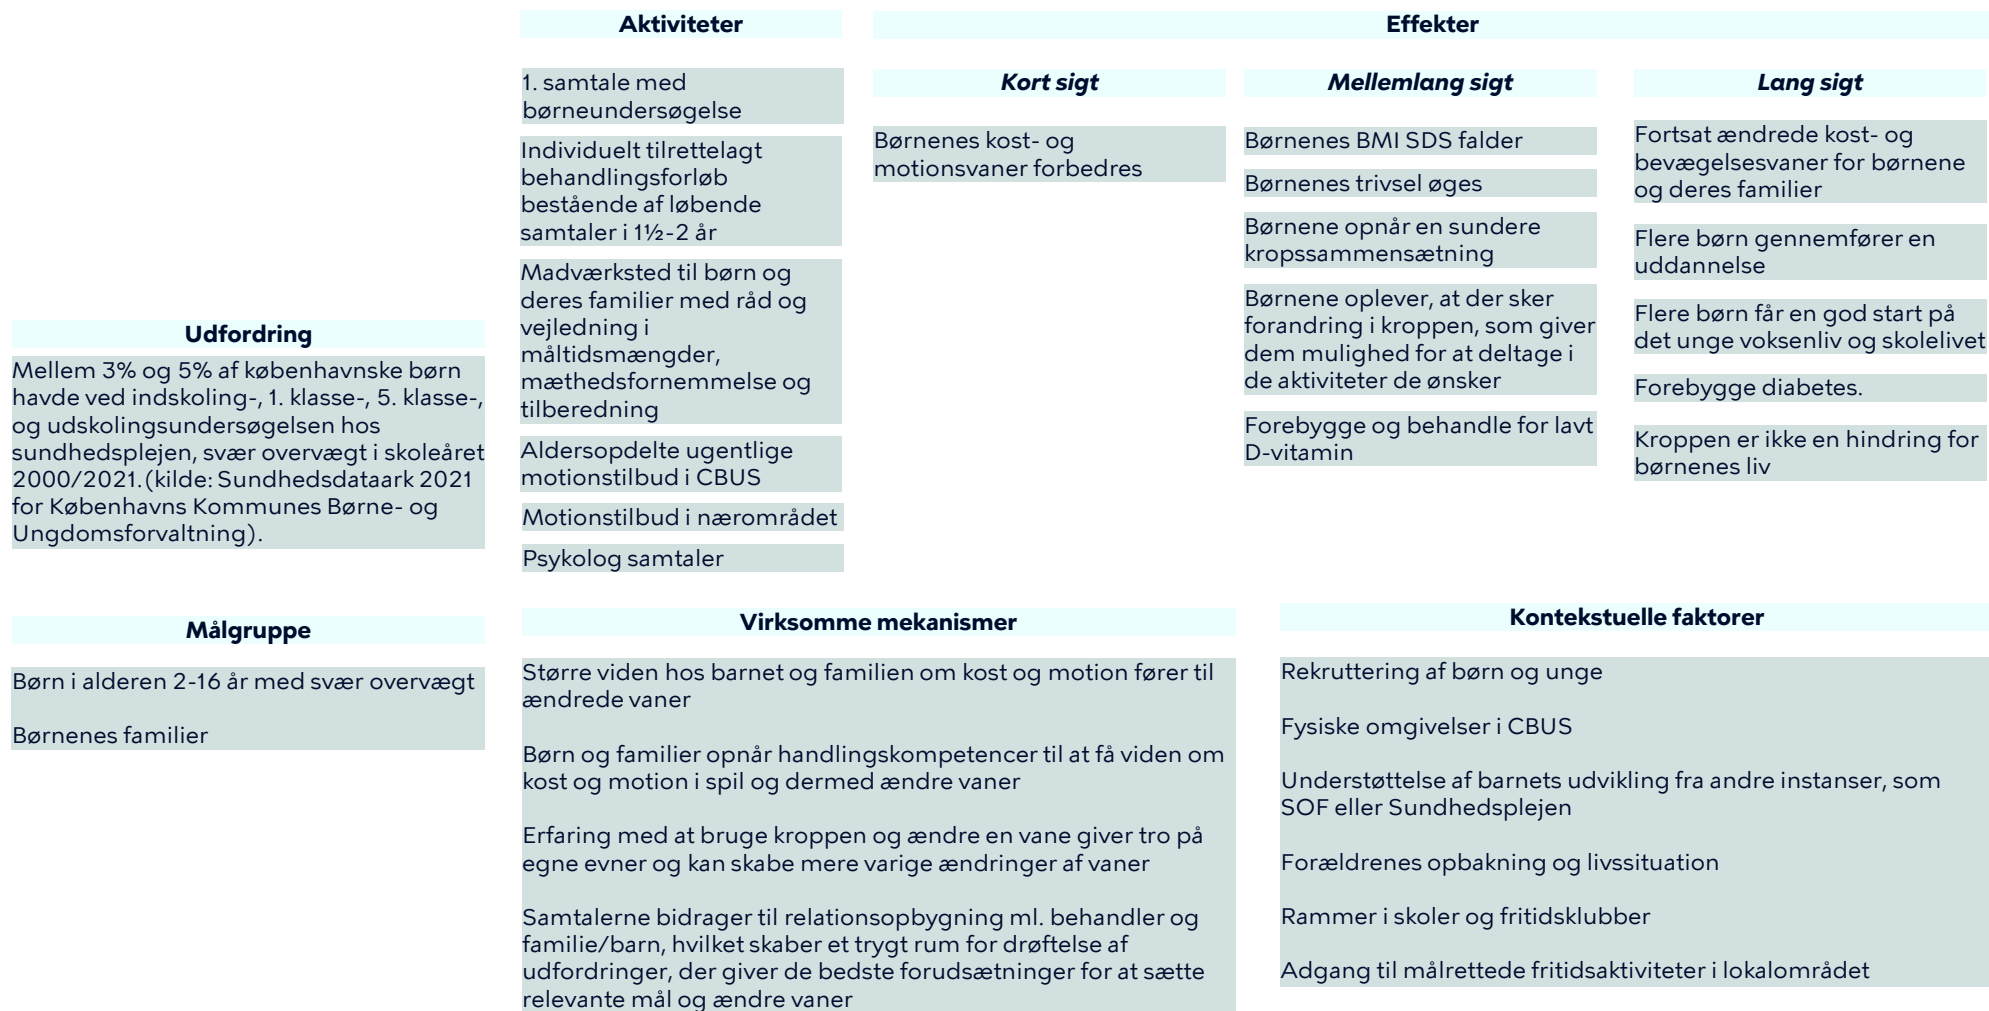 Udfordring
Mellem 3% og 5% af københavnske børn
havde ved indskoling-, 1. klasse-, 5. klasse-,
og udskolingsundersøgelsen hos
sundhedsplejen, svær overvægt i skoleåret
2000/2021.(kilde: Sundhedsdataark 2021
for Københavns Kommunes Børne- og
Ungdomsforvaltning).
Målgruppe
Børn i alderen 2-16 år med svær overvægt
Børnenes familier
Aktiviteter
1. samtale med
børneundersøgelse
Individuelt tilrettelagt
behandlingsforløb
bestående af løbende
samtaler i 1½-2 år
Madværksted til børn og
deres familier med råd og
vejledning i
måltidsmængder,
mæthedsfornemmelse og
tilberedning
Aldersopdelte ugentlige
motionstilbud i CBUS
Motionstilbud i nærområdet
Psykolog samtaler
Effekter
Kort sigt
Børnenes kost- og
motionsvaner forbedres
Mellemlang sigt
Børnenes BMI SDS falder
Børnenes trivsel øges
Børnene opnår en sundere
kropssammensætning
Børnene oplever, at der sker
forandring i kroppen, som giver
dem mulighed for at deltage i
de aktiviteter de ønsker
Forebygge og behandle for lavt
D-vitamin
Lang sigt
Fortsat ændrede kost- og
bevægelsesvaner for børnene
og deres familier
Flere børn gennemfører en
uddannelse
Flere børn får en god start på
det unge voksenliv og skolelivet
Forebygge diabetes.
Kroppen er ikke en hindring for
børnenes liv
Virksomme mekanismer
Større viden hos barnet og familien om kost og motion fører til
ændrede vaner
Børn og familier opnår handlingskompetencer til at få viden om
kost og motion i spil og dermed ændre vaner
Erfaring med at bruge kroppen og ændre en vane giver tro på
egne evner og kan skabe mere varige ændringer af vaner
Samtalerne bidrager til relationsopbygning ml. behandler og
familie/barn, hvilket skaber et trygt rum for drøftelse af
udfordringer, der giver de bedste forudsætninger for at sætte
relevante mål og ændre vaner
Kontekstuelle faktorer
Rekruttering af børn og unge
Fysiske omgivelser i CBUS
Understøttelse af barnets udvikling fra andre instanser, som
SOF eller Sundhedsplejen
Forældrenes opbakning og livssituation
Rammer i skoler og fritidsklubber
Adgang til målrettede fritidsaktiviteter i lokalområdet